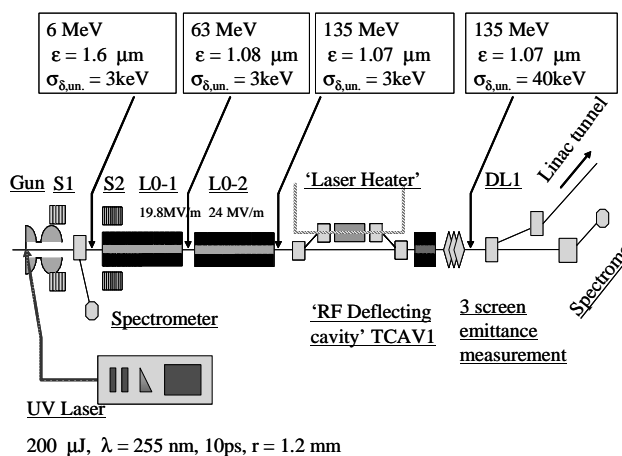 6 MeV
ε = 1.6 μm
σδ,un. = 3keV
63 MeV
ε = 1.08 μm
σδ,un. = 3keV
135 MeV
ε = 1.07 μm
σδ,un. = 3keV
135 MeV
ε = 1.07 μm
σδ,un. = 40keV
Linac tunnel
Gun S1 S2 L0-1 L0-2 'Laser Heater' DL1
19.8MV/m 24 MV/m
Spectrometer
'RF Deflecting
cavity' TCAV1
3 screen
emittance
measurement
UV Laser
200 μJ, λ = 255 nm, 10ps, r = 1.2 mm